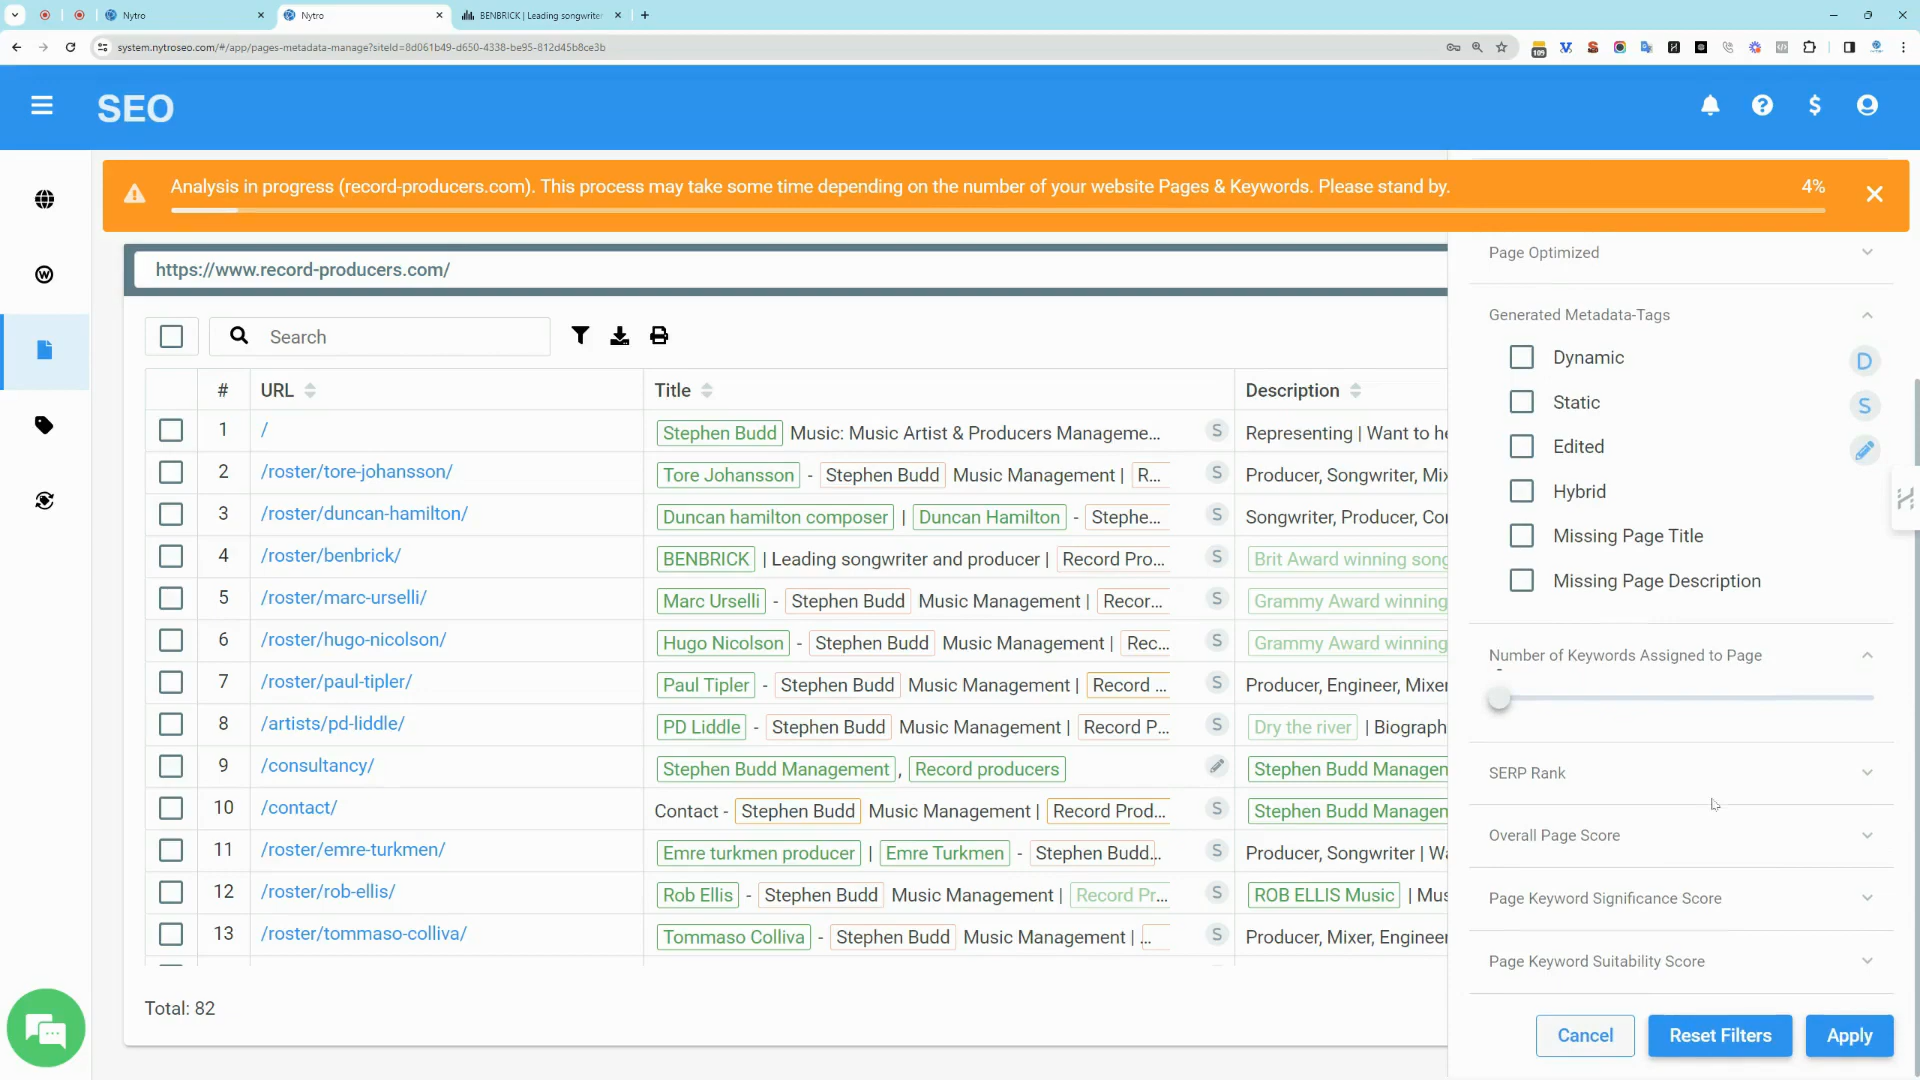 Nytro
Nytro
BENBRICK | Leading songwriter
system.nytroseo.com/#/app/pages-metadata-manage?siteId=8d061b49-d650-4338-be95-812d45b8ce3b
109
SEO
Analysis in progress (record-producers.com). This process may take some time depending on the number of your website Pages & Keywords. Please stand by.
4%
https://www.record-producers.com/
Search
# URL Title Description
1 / Stephen Budd Music: Music Artist & Producers Manageme... S Representing | Want to he
2 /roster/tore-johansson/ Tore Johansson - Stephen Budd Music Management | R... S Producer, Songwriter, Mix
3 /roster/duncan-hamilton/ Duncan hamilton composer | Duncan Hamilton - Stephe... S Songwriter, Producer, Co
4 /roster/benbrick/ BENBRICK | Leading songwriter and producer | Record Pro... S Brit Award winning song
5 /roster/marc-urselli/ Marc Urselli - Stephen Budd Music Management | Recor... S Grammy Award winning
6 /roster/hugo-nicolson/ Hugo Nicolson - Stephen Budd Music Management | Rec... S Grammy Award winning
7 /roster/paul-tipler/ Paul Tipler - Stephen Budd Music Management | Record ... S Producer, Engineer, Mixer
8 /artists/pd-liddle/ PD Liddle - Stephen Budd Music Management | Record P... S Dry the river | Biograph
9 /consultancy/ Stephen Budd Management , Record producers Stephen Budd Managem
10 /contact/ Contact - Stephen Budd Music Management | Record Prod... S Stephen Budd Managem
11 /roster/emre-turkmen/ Emre turkmen producer | Emre Turkmen - Stephen Budd... S Producer, Songwriter | Wa
12 /roster/rob-ellis/ Rob Ellis - Stephen Budd Music Management | Record Pr... S ROB ELLIS Music | Mus
13 /roster/tommaso-colliva/ Tommaso Colliva - Stephen Budd Music Management | ... S Producer, Mixer, Engineer
Total: 82
Page Optimized
Generated Metadata-Tags
Dynamic D
Static S
Edited
Hybrid
Missing Page Title
Missing Page Description
Number of Keywords Assigned to Page
SERP Rank
Overall Page Score
Page Keyword Significance Score
Page Keyword Suitability Score
Cancel Reset Filters Apply